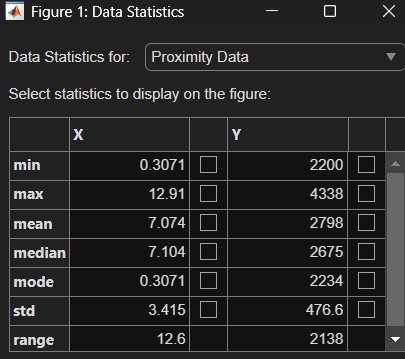 Figure 1: Data Statistics
Data Statistics for: Proximity Data
Select statistics to display on the figure:
X Y
min 0.3071 2200
max 12.91 4338
mean 7.074 2798
median 7.104 2675
mode 0.3071 2234
std 3.415 476.6
range 12.6 2138